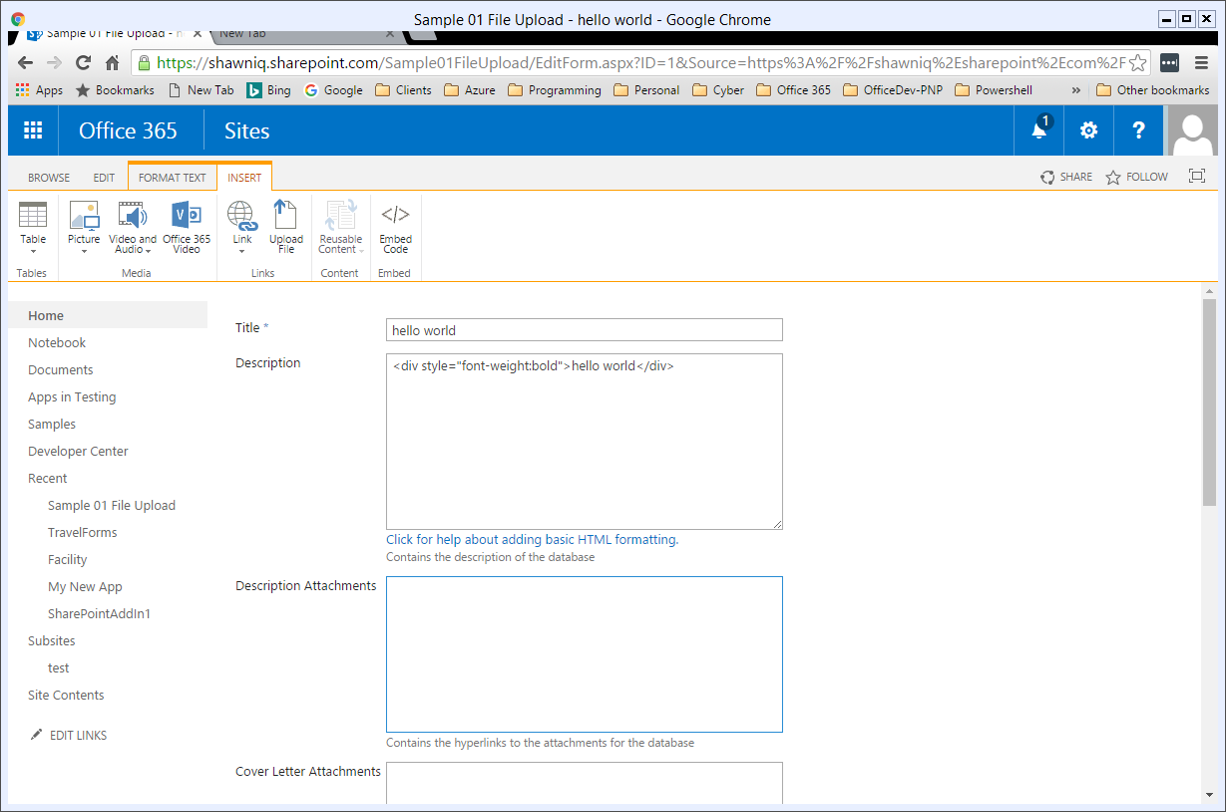 Sample 01 File Upload - hello world - Google Chrome
Sample 01 File Upload - h
New Tab
https://shawniq.sharepoint.com/Sample01FileUpload/EditForm.aspx?ID=1&Source=https%3A%2F%2Fshawniq%2Esharepoint%2Ecom%2F
Apps Bookmarks New Tab Bing Google Clients Azure Programming Personal Cyber Office 365 OfficeDev-PNP Powershell » Other bookmarks
Office 365 Sites 1 ?
BROWSE EDIT FORMAT TEXT INSERT SHARE FOLLOW
Table Picture Video and Audio Office 365 Video Link Upload File Reusable Content Embed Code
Tables Media Links Content Embed
Home
Notebook
Documents
Apps in Testing
Samples
Developer Center
Recent
Sample 01 File Upload
TravelForms
Facility
My New App
SharePointAddIn1
Subsites
test
Site Contents
EDIT LINKS
Title * hello world
Description <div style="font-weight:bold">hello world</div>
Click for help about adding basic HTML formatting.
Contains the description of the database
Description Attachments
Contains the hyperlinks to the attachments for the database
Cover Letter Attachments